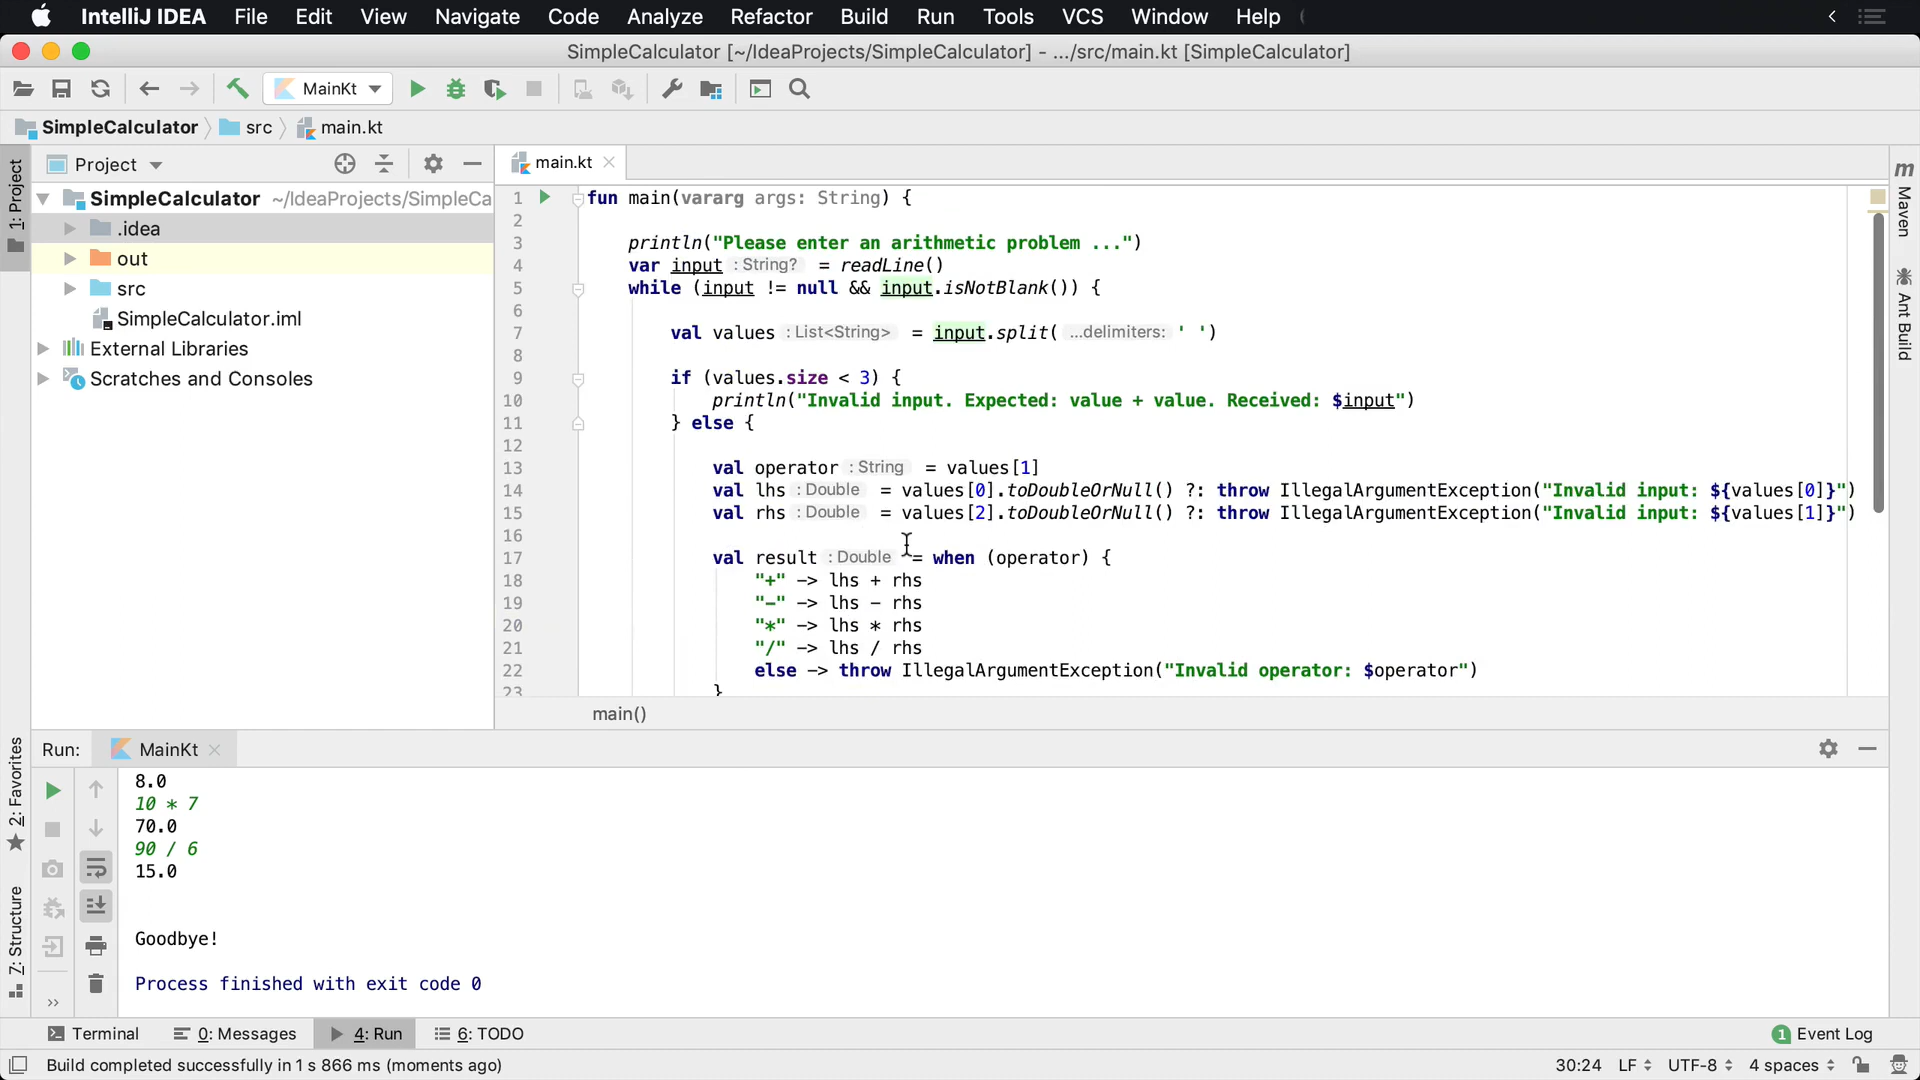 IntelliJ IDEA File Edit View Navigate Code Analyze Refactor Build Run Tools VCS Window Help
SimpleCalculator [~/IdeaProjects/SimpleCalculator] - .../src/main.kt [SimpleCalculator]
MainKt
SimpleCalculator src main.kt
1: Project
Project
SimpleCalculator ~/IdeaProjects/SimpleCa
.idea
out
src
SimpleCalculator.iml
External Libraries
Scratches and Consoles
main.kt
1 fun main(vararg args: String) {
2
3 println("Please enter an arithmetic problem ...")
4 var input : String? = readLine()
5 while (input != null && input.isNotBlank()) {
6
7 val values : List<String> = input.split( ...delimiters: ' ')
8
9 if (values.size < 3) {
10 println("Invalid input. Expected: value + value. Received: $input")
11 } else {
12
13 val operator : String = values[1]
14 val lhs : Double = values[0].toDoubleOrNull() ?: throw IllegalArgumentException("Invalid input: ${values[0]}")
15 val rhs : Double = values[2].toDoubleOrNull() ?: throw IllegalArgumentException("Invalid input: ${values[1]}")
16
17 val result : Double = when (operator) {
18 "+" -> lhs + rhs
19 "-" -> lhs - rhs
20 "*" -> lhs * rhs
21 "/" -> lhs / rhs
22 else -> throw IllegalArgumentException("Invalid operator: $operator")
23 }
main()
m Maven
Ant Build
Run: MainKt
8.0
10 * 7
70.0
90 / 6
15.0
Goodbye!
Process finished with exit code 0
2: Favorites
Z: Structure
>>
Terminal 0: Messages 4: Run 6: TODO 1 Event Log
Build completed successfully in 1 s 866 ms (moments ago) 30:24 LF UTF-8 4 spaces